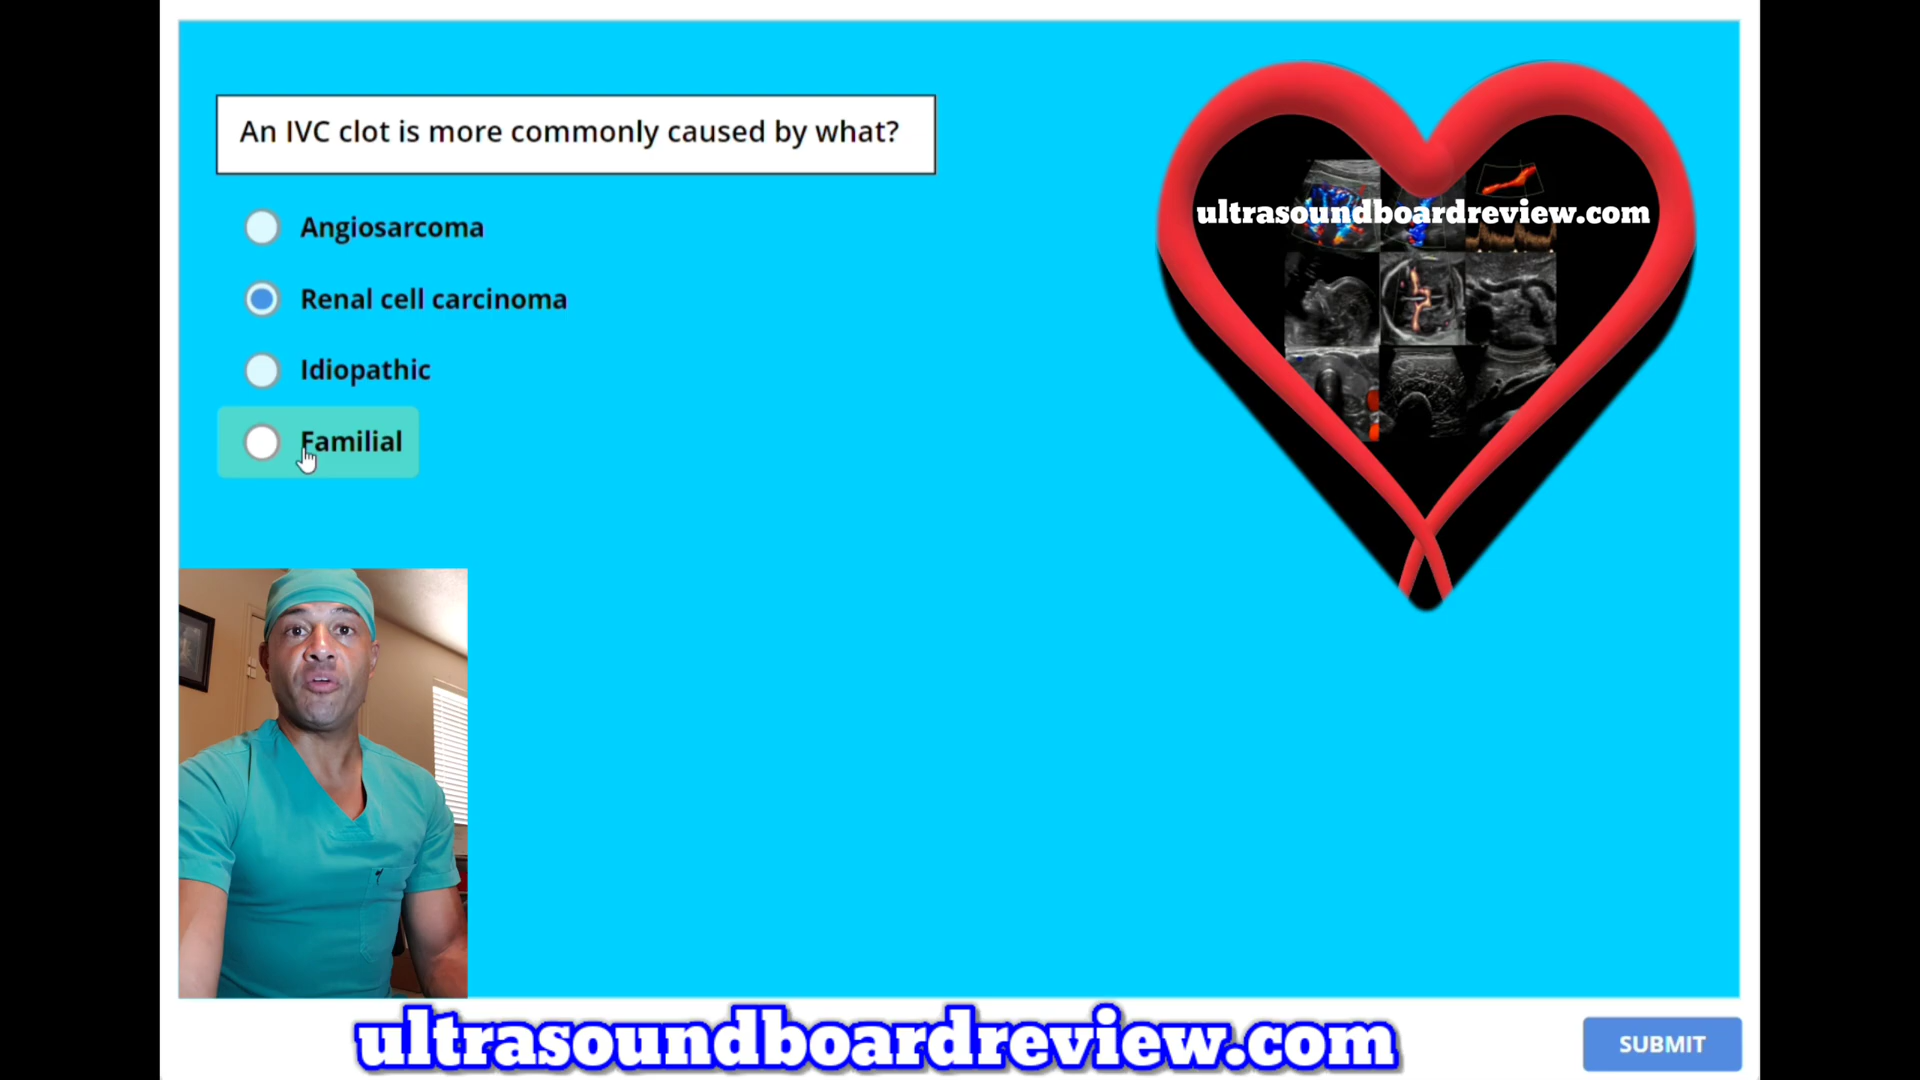 An IVC clot is more commonly caused by what?
Angiosarcoma
Renal cell carcinoma
Idiopathic
Familial
ultrasoundboardreview.com
ultrasoundboardreview.com
SUBMIT